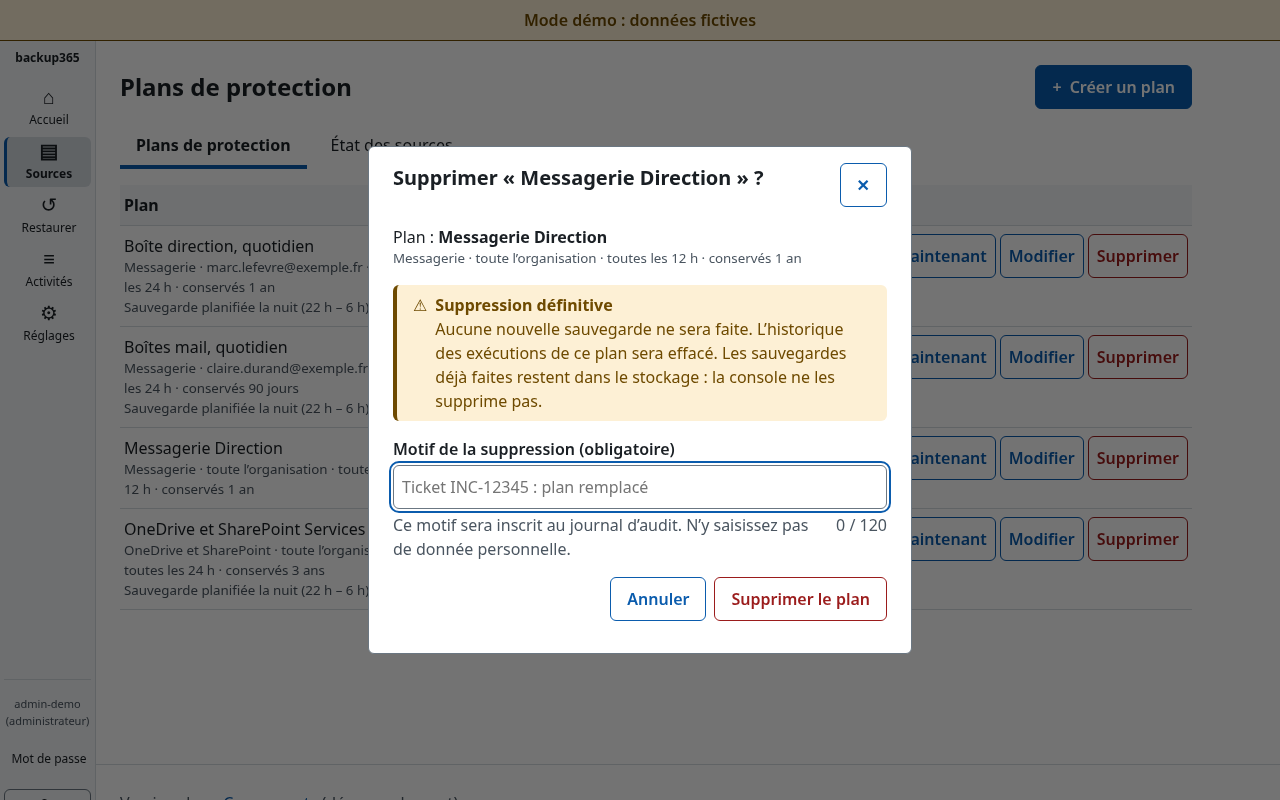 Mode démo : données fictives
backup365
Accueil
Sources
Restaurer
Activités
Réglages
admin-demo
(administrateur)
Mot de passe
Plans de protection
+ Créer un plan
Plans de protection
État des sources
Plan
Boîte direction, quotidien
Messagerie · marc.lefevre@exemple.fr ·
les 24 h · conservés 1 an
Sauvegarde planifiée la nuit (22 h – 6 h)
aintenant
Modifier
Supprimer
Boîtes mail, quotidien
Messagerie · claire.durand@exemple.fr
les 24 h · conservés 90 jours
Sauvegarde planifiée la nuit (22 h – 6 h)
aintenant
Modifier
Supprimer
Messagerie Direction
Messagerie · toute l’organisation · toute
12 h · conservés 1 an
aintenant
Modifier
Supprimer
OneDrive et SharePoint Services
OneDrive et SharePoint · toute l’organis
toutes les 24 h · conservés 3 ans
Sauvegarde planifiée la nuit (22 h – 6 h)
aintenant
Modifier
Supprimer
Supprimer « Messagerie Direction » ?
×
Plan : Messagerie Direction
Messagerie · toute l’organisation · toutes les 12 h · conservés 1 an
⚠ Suppression définitive
Aucune nouvelle sauvegarde ne sera faite. L’historique
des exécutions de ce plan sera effacé. Les sauvegardes
déjà faites restent dans le stockage : la console ne les
supprime pas.
Motif de la suppression (obligatoire)
Ticket INC-12345 : plan remplacé
Ce motif sera inscrit au journal d’audit. N’y saisissez pas
de donnée personnelle.
0 / 120
Annuler
Supprimer le plan